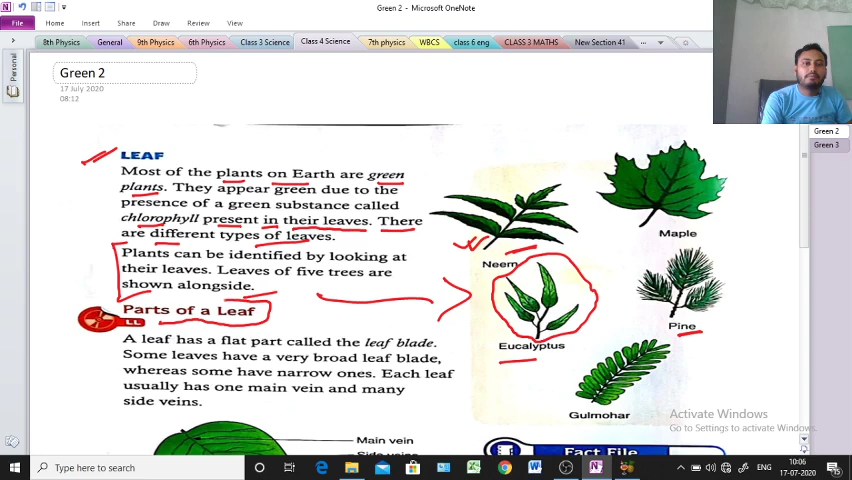 Green 2 - Microsoft OneNote
File
Home
Insert
Share
Draw
Review
View
8th Physics
General
9th Physics
6th Physics
Class 3 Science
Class 4 Science
7th physics
WBCS
class 6 eng
CLASS 3 MATHS
New Section 41
Personal
Green 2
17 July 2020
08:12
Green 2
Green 3
LEAF
Most of the plants on Earth are green
plants. They appear green due to the
presence of a green substance called
chlorophyll present in their leaves. There
are different types of leaves.
Plants can be identified by looking at
their leaves. Leaves of five trees are
shown alongside.
Parts of a Leaf
LL
A leaf has a flat part called the leaf blade.
Some leaves have a very broad leaf blade,
whereas some have narrow ones. Each leaf
usually has one main vein and many
side veins.
Main vein
Side veins
Neem
Maple
Eucalyptus
Pine
Gulmohar
Fact File
Activate Windows
Go to Settings to activate Windows.
Type here to search
ENG
10:06
17-07-2020